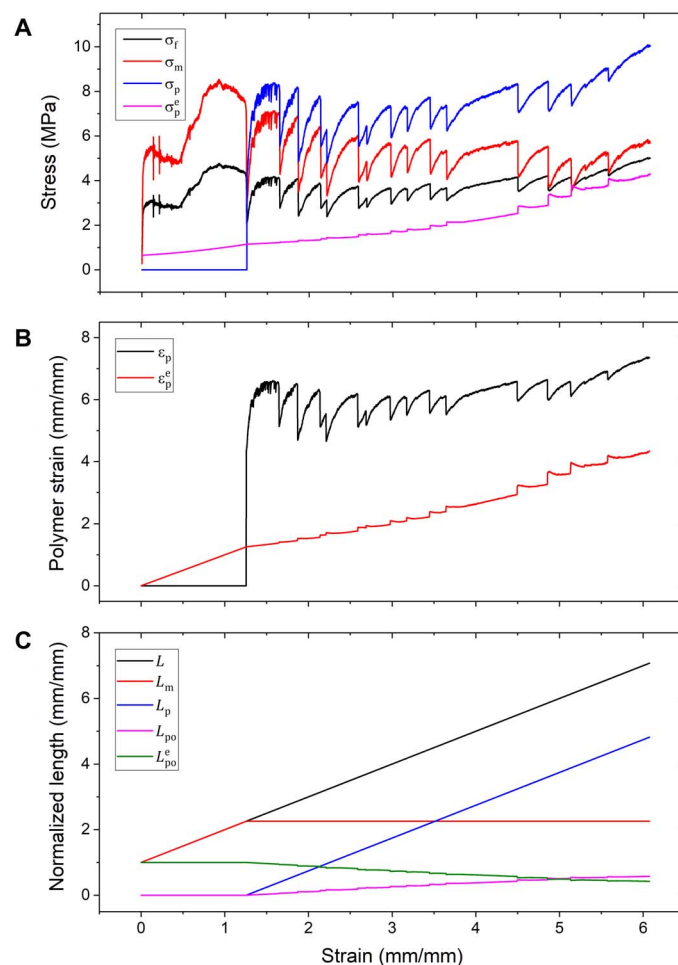 A
σf
σm
σp
σpe
Stress (MPa)
10
8
6
4
2
0
B
εp
εpe
Polymer strain (mm/mm)
8
6
4
2
0
C
L
Lm
Lp
Lpo
Lpoe
Normalized length (mm/mm)
8
6
4
2
0
0 1 2 3 4 5 6
Strain (mm/mm)